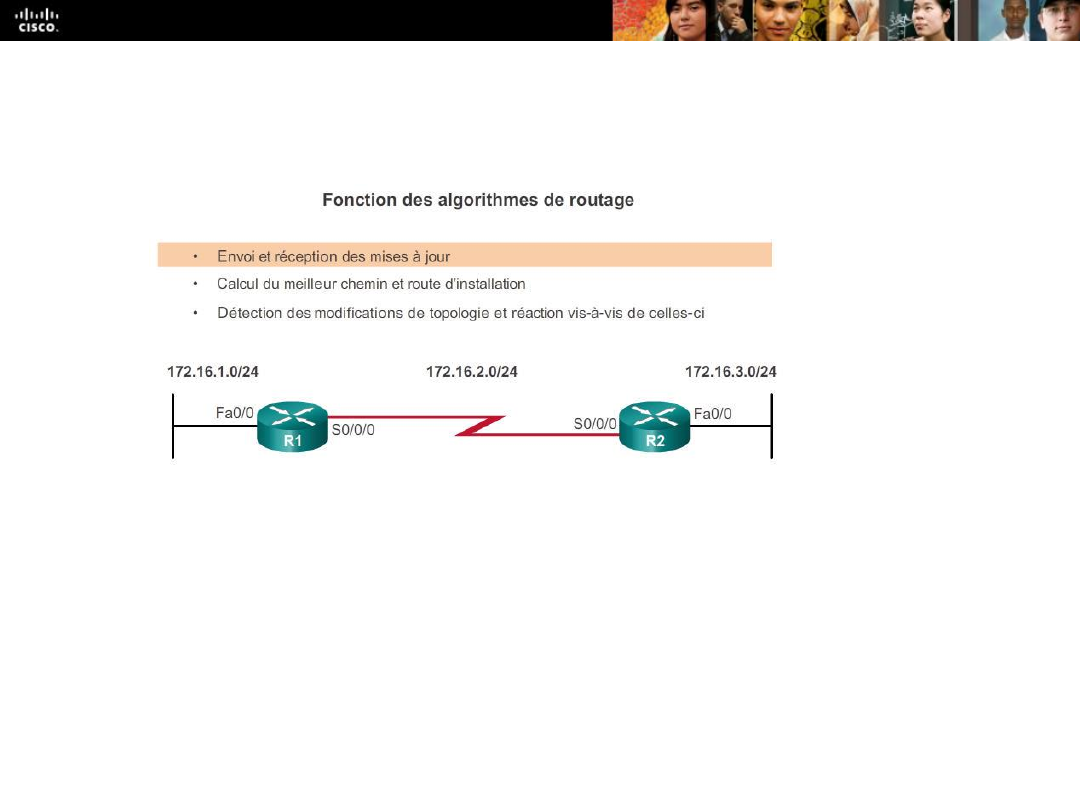 CISCO.
Fonction des algorithmes de routage
• Envoi et réception des mises à jour
• Calcul du meilleur chemin et route d'installation
• Détection des modifications de topologie et réaction vis-à-vis de celles-ci
172.16.1.0/24 172.16.2.0/24 172.16.3.0/24
Fa0/0 R1 S0/0/0 S0/0/0 R2 Fa0/0